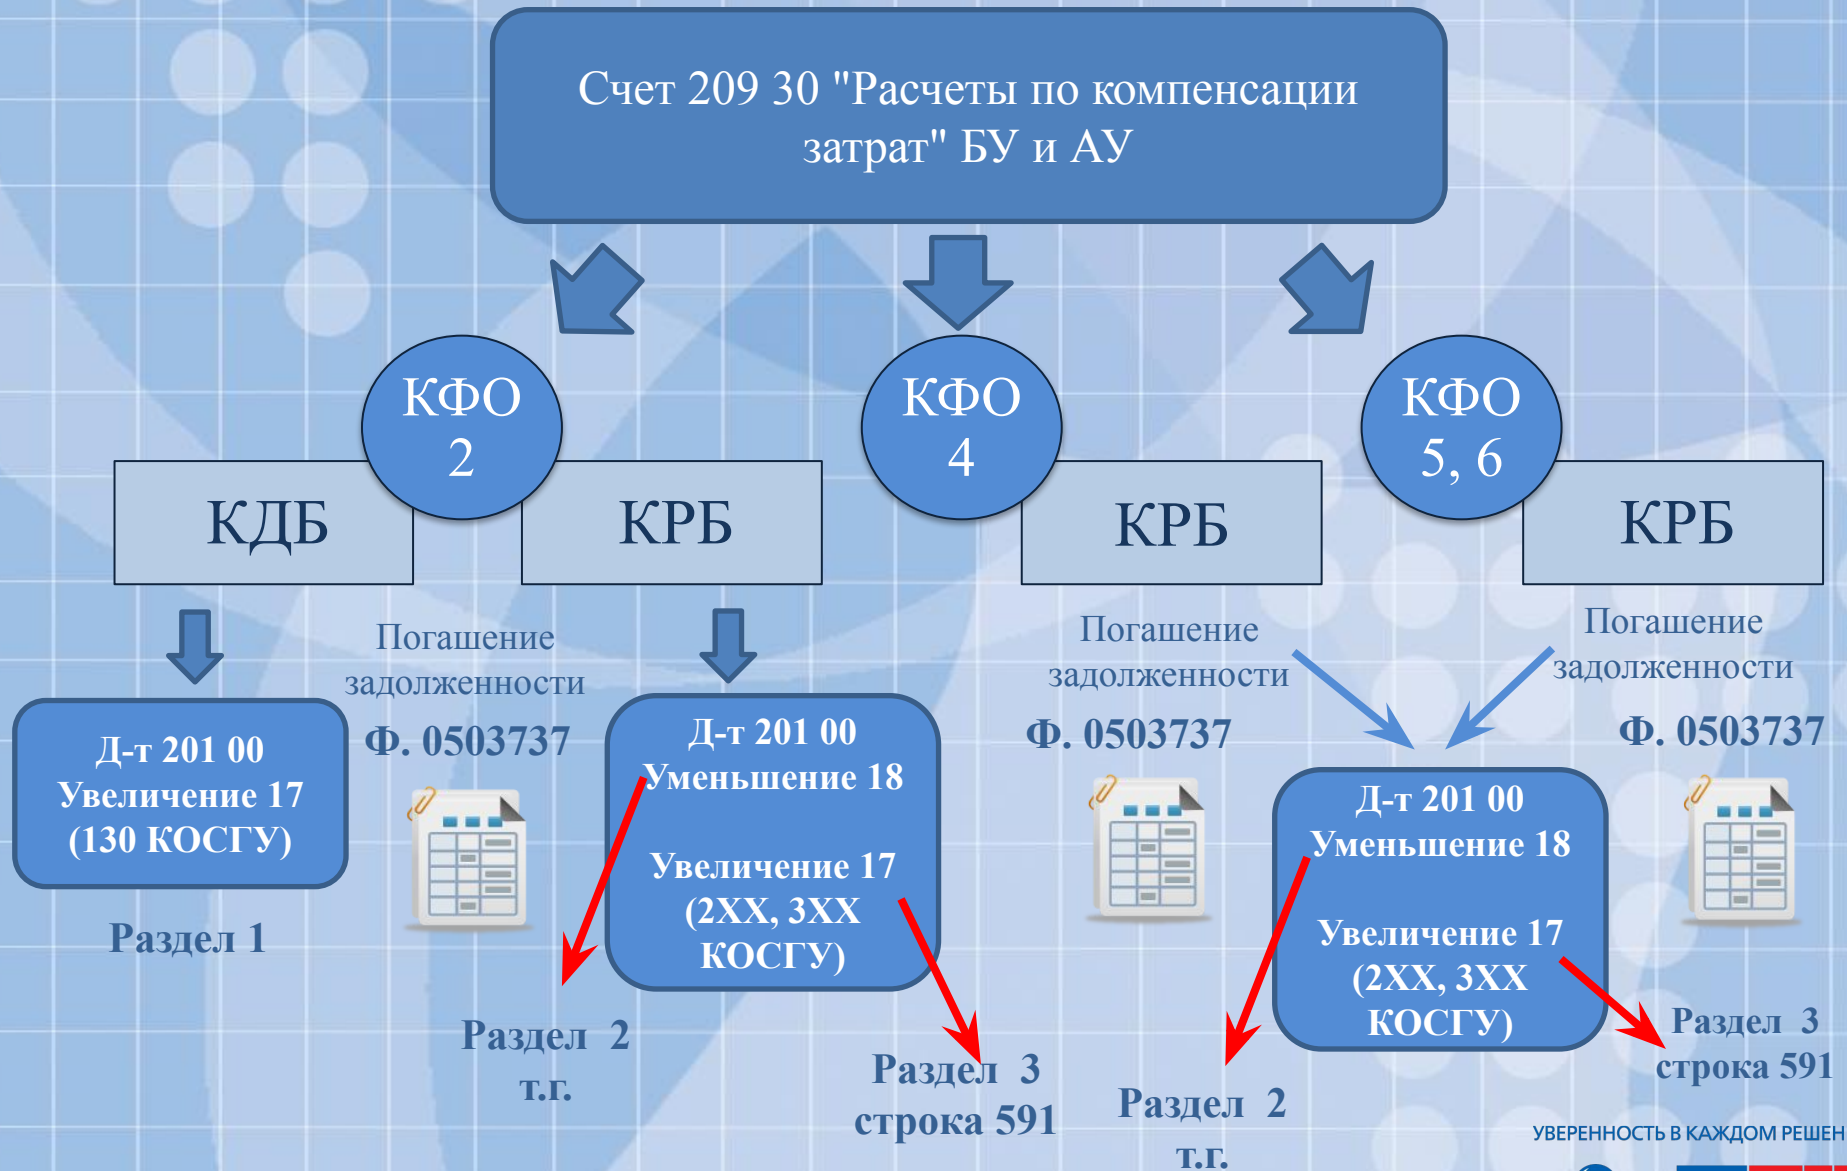 Счет 209 30 "Расчеты по компенсации
затрат" БУ и АУ
КФО
2
КФО
4
КФО
5, 6
КДБ
КРБ
КРБ
КРБ
Погашение
задолженности
Ф. 0503737
Погашение
задолженности
Ф. 0503737
Погашение
задолженности
Ф. 0503737
Д-т 201 00
Увеличение 17
(130 КОСГУ)
Раздел 1
Д-т 201 00
Уменьшение 18
Увеличение 17
(2ХХ, 3ХХ
КОСГУ)
Раздел 2
т.г.
Раздел 3
строка 591
Д-т 201 00
Уменьшение 18
Увеличение 17
(2ХХ, 3ХХ
КОСГУ)
Раздел 2
т.г.
Раздел 3
строка 591
УВЕРЕННОСТЬ В КАЖДОМ РЕШЕН